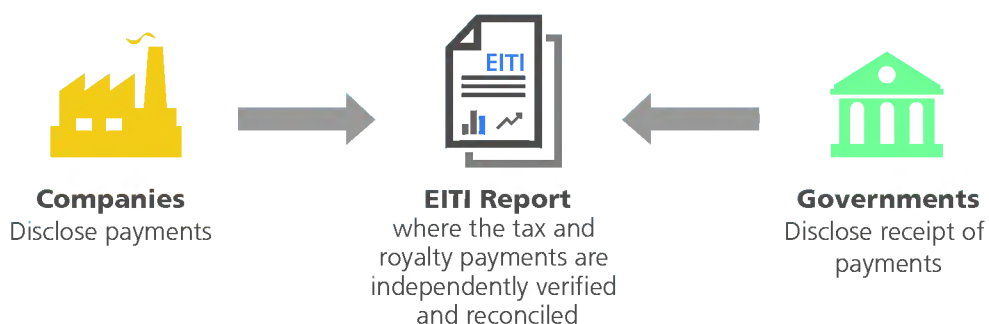 EITI
Companies
Disclose payments
EITI Report
where the tax and
royalty payments are
independently verified
and reconciled
Governments
Disclose receipt of
payments